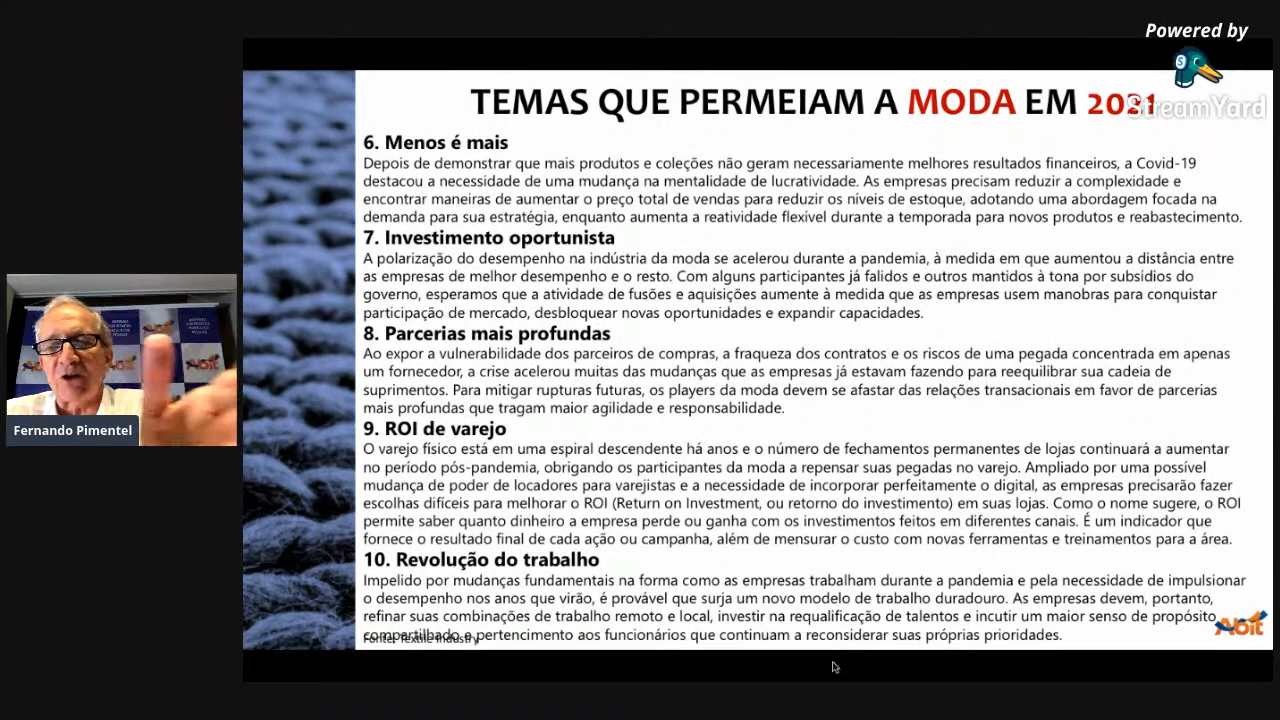 Powered by
StreamYard
TEMAS QUE PERMEIAM A MODA EM 2021
6. Menos é mais
Depois de demonstrar que mais produtos e coleções não geram necessariamente melhores resultados financeiros, a Covid-19
destacou a necessidade de uma mudança na mentalidade de lucratividade. As empresas precisam reduzir a complexidade e
encontrar maneiras de aumentar o preço total de vendas para reduzir os níveis de estoque, adotando uma abordagem focada na
demanda para sua estratégia, enquanto aumenta a reatividade flexível durante a temporada para novos produtos e reabastecimento.
7. Investimento oportunista
A polarização do desempenho na indústria da moda se acelerou durante a pandemia, à medida em que aumentou a distância entre
as empresas de melhor desempenho e o resto. Com alguns participantes já falidos e outros mantidos à tona por subsídios do
governo, esperamos que a atividade de fusões e aquisições aumente à medida que as empresas usem manobras para conquistar
participação de mercado, desbloquear novas oportunidades e expandir capacidades.
8. Parcerias mais profundas
Ao expor a vulnerabilidade dos parceiros de compras, a fraqueza dos contratos e os riscos de uma pegada concentrada em apenas
um fornecedor, a crise acelerou muitas das mudanças que as empresas já estavam fazendo para reequilibrar sua cadeia de
suprimentos. Para mitigar rupturas futuras, os players da moda devem se afastar das relações transacionais em favor de parcerias
mais profundas que tragam maior agilidade e responsabilidade.
9. ROI de varejo
O varejo físico está em uma espiral descendente há anos e o número de fechamentos permanentes de lojas continuará a aumentar
no período pós-pandemia, obrigando os participantes da moda a repensar suas pegadas no varejo. Ampliado por uma possível
mudança de poder de locadores para varejistas e a necessidade de incorporar perfeitamente o digital, as empresas precisarão fazer
escolhas difíceis para melhorar o ROI (Return on Investment, ou retorno do investimento) em suas lojas. Como o nome sugere, o ROI
permite saber quanto dinheiro a empresa perde ou ganha com os investimentos feitos em diferentes canais. É um indicador que
fornece o resultado final de cada ação ou campanha, além de mensurar o custo com novas ferramentas e treinamentos para a área.
10. Revolução do trabalho
Impelido por mudanças fundamentais na forma como as empresas trabalham durante a pandemia e pela necessidade de impulsionar
o desempenho nos anos que virão, é provável que surja um novo modelo de trabalho duradouro. As empresas devem, portanto,
refinar suas combinações de trabalho remoto e local, investir na requalificação de talentos e incutir um maior senso de propósito
compartilhado e pertencimento aos funcionários que continuam a reconsiderar suas próprias prioridades.
Fonte: Textile Industry
Abit
Fernando Pimentel